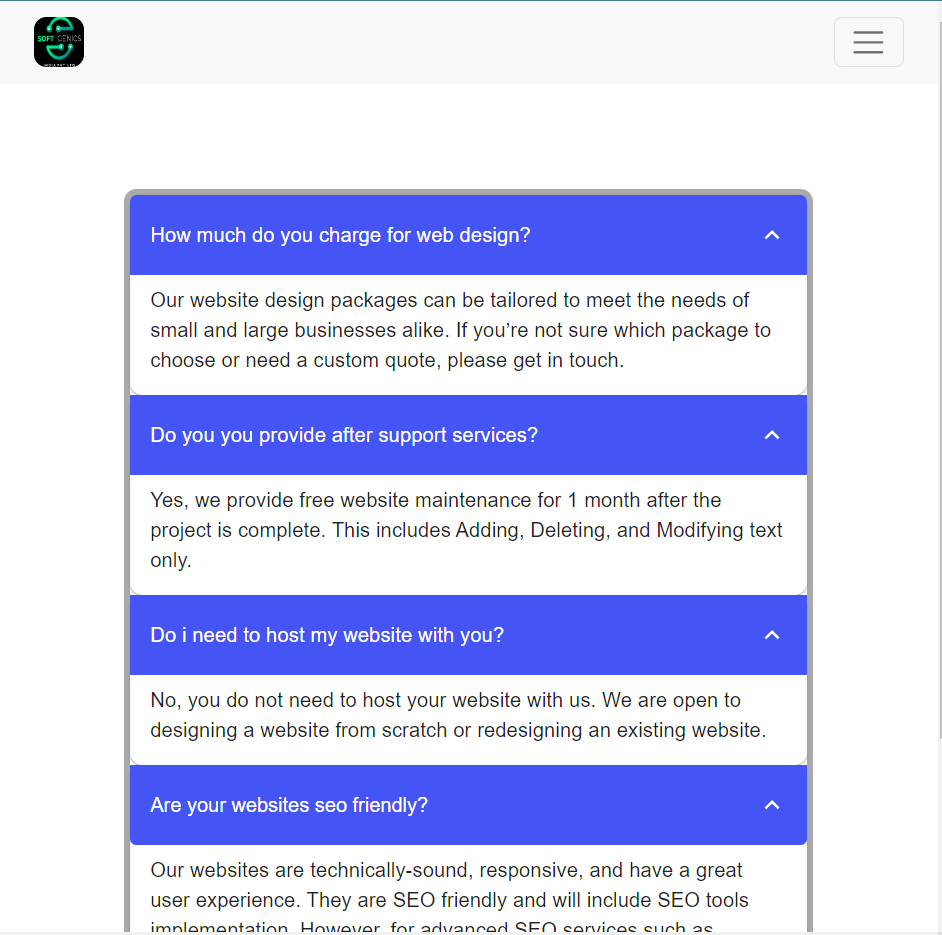 SOFT GENICS
INDIA PVT LTD
How much do you charge for web design?
Our website design packages can be tailored to meet the needs of
small and large businesses alike. If you’re not sure which package to
choose or need a custom quote, please get in touch.
Do you you provide after support services?
Yes, we provide free website maintenance for 1 month after the
project is complete. This includes Adding, Deleting, and Modifying text
only.
Do i need to host my website with you?
No, you do not need to host your website with us. We are open to
designing a website from scratch or redesigning an existing website.
Are your websites seo friendly?
Our websites are technically-sound, responsive, and have a great
user experience. They are SEO friendly and will include SEO tools
implementation. However, for advanced SEO services such as